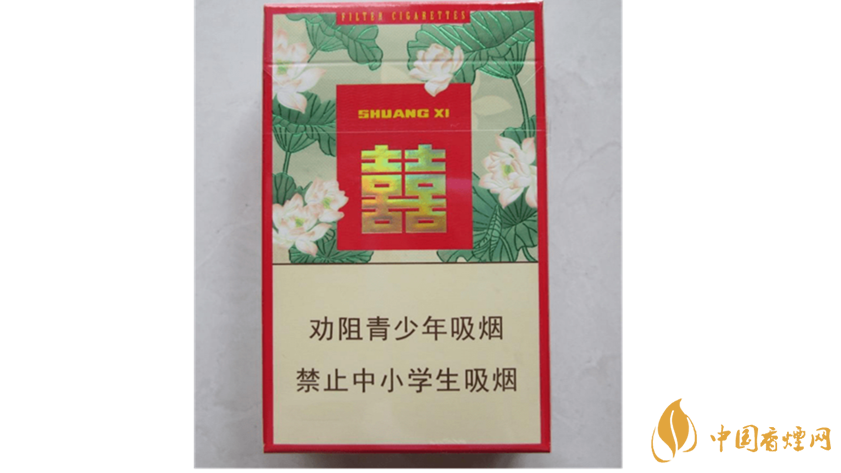 FILTER CIGARETTES
SHUANG XI
囍
劝阻青少年吸烟
禁止中小学生吸烟
中国香煙网